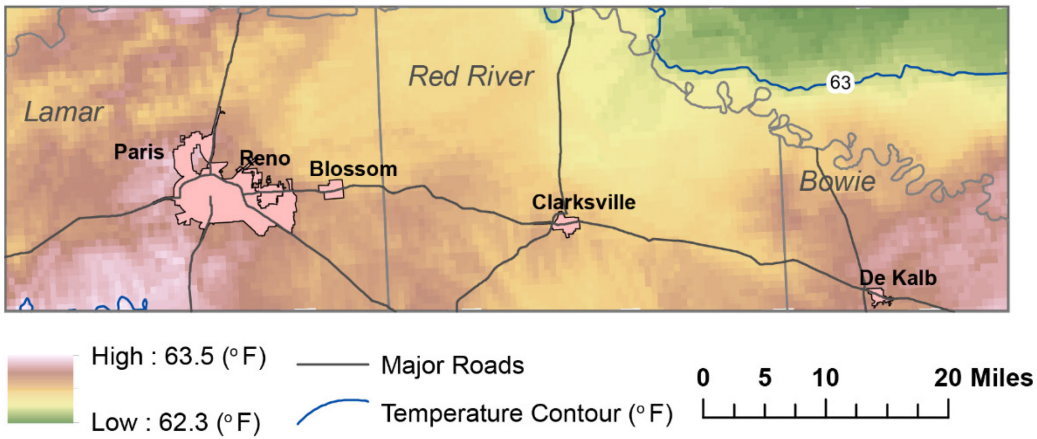 Red River
Lamar
63
Paris
Reno
Blossom
Bowie
Clarksville
De Kalb
High : 63.5 (o F)
Low : 62.3 (o F)
Major Roads
Temperature Contour (o F)
0 5 10 20 Miles